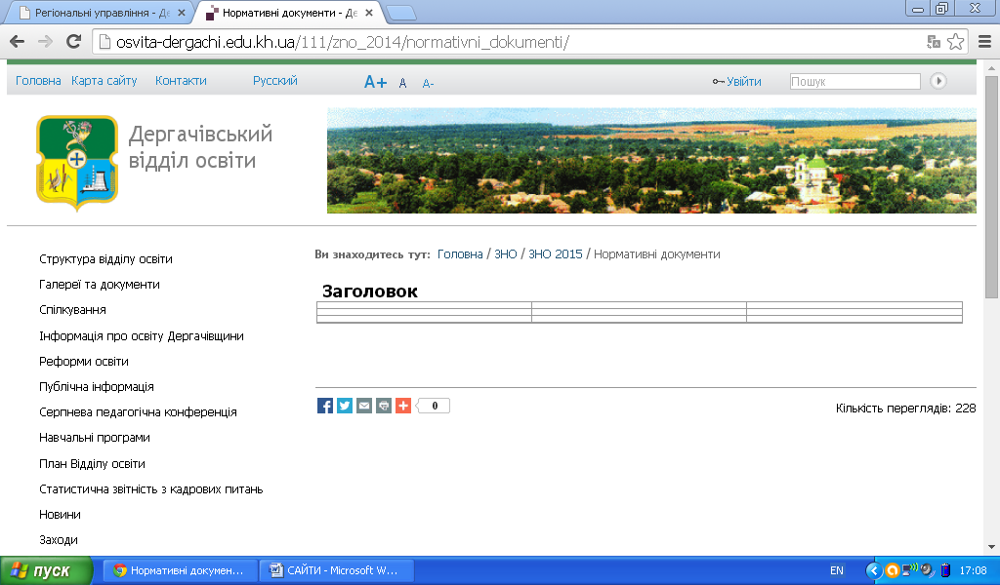 Регіональні управління - Де
Нормативні документи - Де
osvita-dergachi.edu.kh.ua/111/zno_2014/normativni_dokumenti/
Головна Карта сайту Контакти Русский A+ A A- Увійти Пошук
Дергачівський
відділ освіти
Ви знаходитесь тут: Головна / ЗНО / ЗНО 2015 / Нормативні документи
Заголовок
Структура відділу освіти
Галереї та документи
Спілкування
Інформація про освіту Дергачівщини
Реформи освіти
Публічна інформація
Серпнева педагогічна конференція
Навчальні програми
План Відділу освіти
Статистична звітність з кадрових питань
Новини
Заходи
0
Кількість переглядів: 228
пуск Нормативні докумен... САЙТИ - Microsoft W... EN 17:08